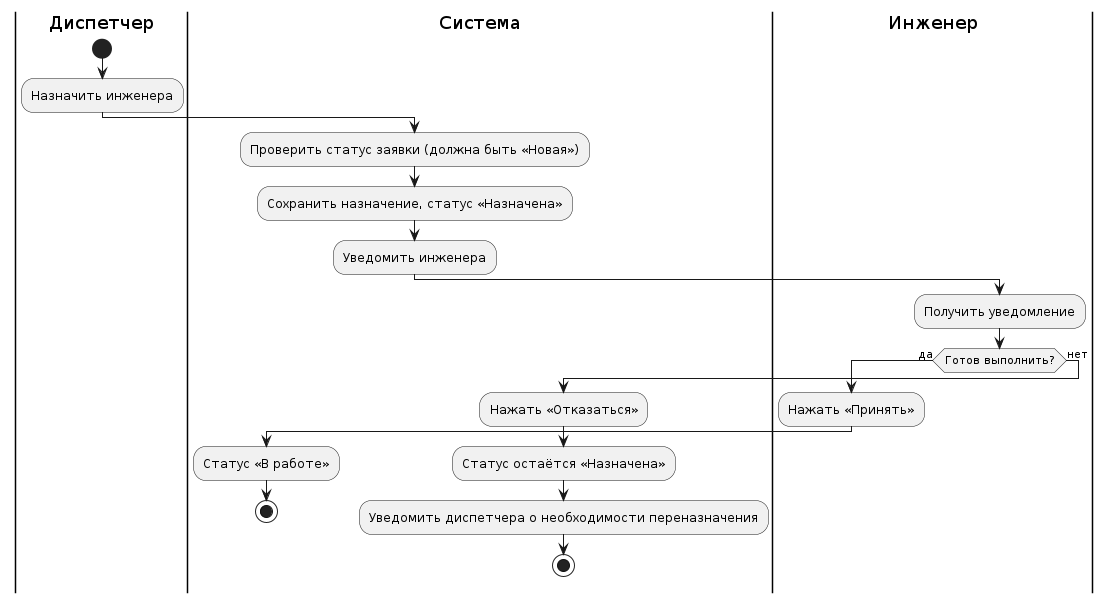 Диспетчер
Система
Инженер
Назначить инженера
Проверить статус заявки (должна быть «Новая»)
Сохранить назначение, статус «Назначена»
Уведомить инженера
Получить уведомление
да
Готов выполнить?
нет
Нажать «Отказаться»
Нажать «Принять»
Статус «В работе»
Статус остаётся «Назначена»
Уведомить диспетчера о необходимости переназначения